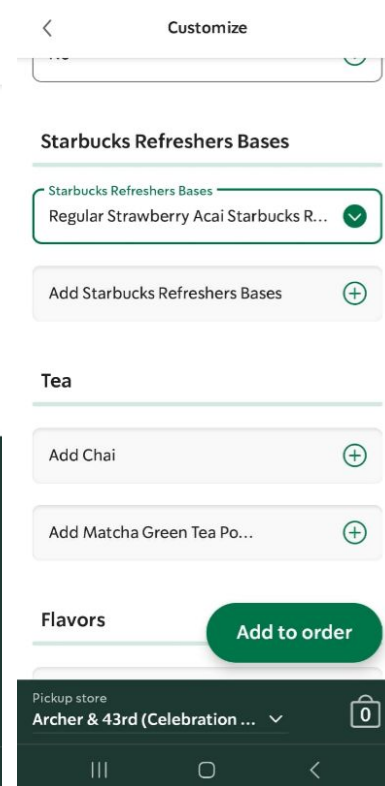 Customize
Starbucks Refreshers Bases
Starbucks Refreshers Bases
Regular Strawberry Acai Starbucks R...
Add Starbucks Refreshers Bases
Tea
Add Chai
Add Matcha Green Tea Po...
Flavors
Add to order
Pickup store
Archer & 43rd (Celebration ...
0